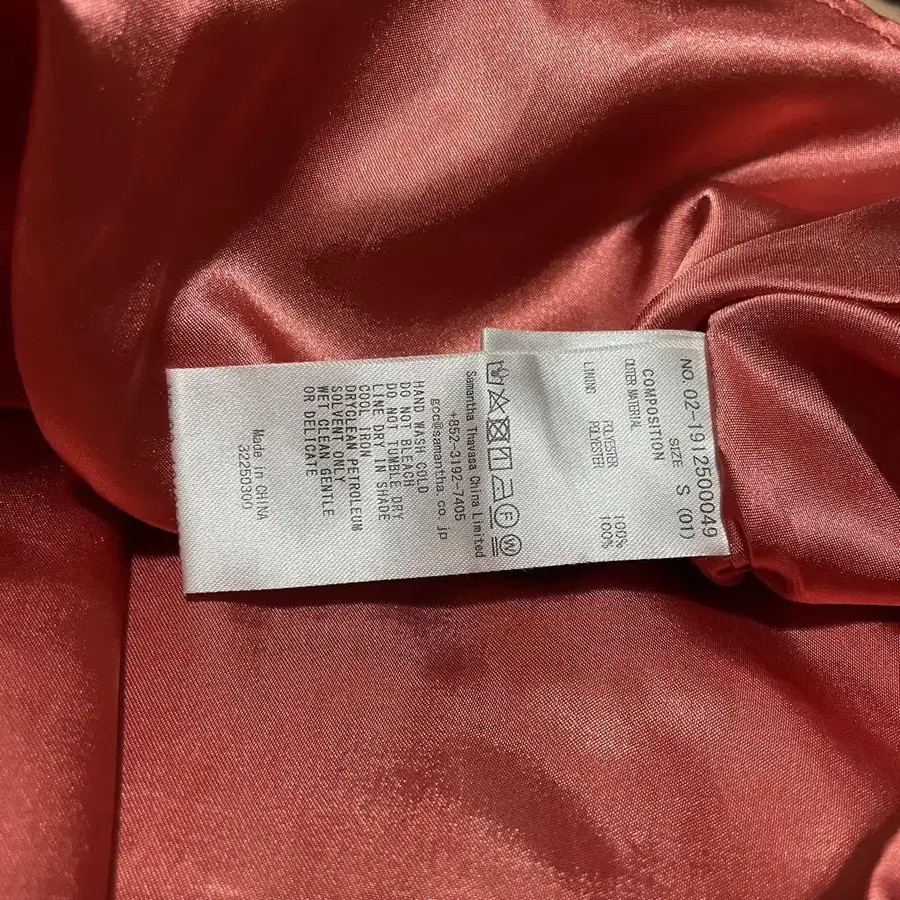 NO. 02-1912500049
SIZE S (01)
COMPOSITION
OUTER MATERIAL
POLYESTER 100%
LINING
POLYESTER 100%
Samantha Thavasa China Limited
+852-3192-7405
gce@samantha.co.jp
HAND WASH COLD
DO NOT BLEACH
DO NOT TUMBLE DRY
LINE DRY IN SHADE
COOL IRON
DRYCLEAN PETROLEUM
SOLVENT ONLY
WET CLEAN GENTLE
OR DELICATE
Made in CHINA
32250300